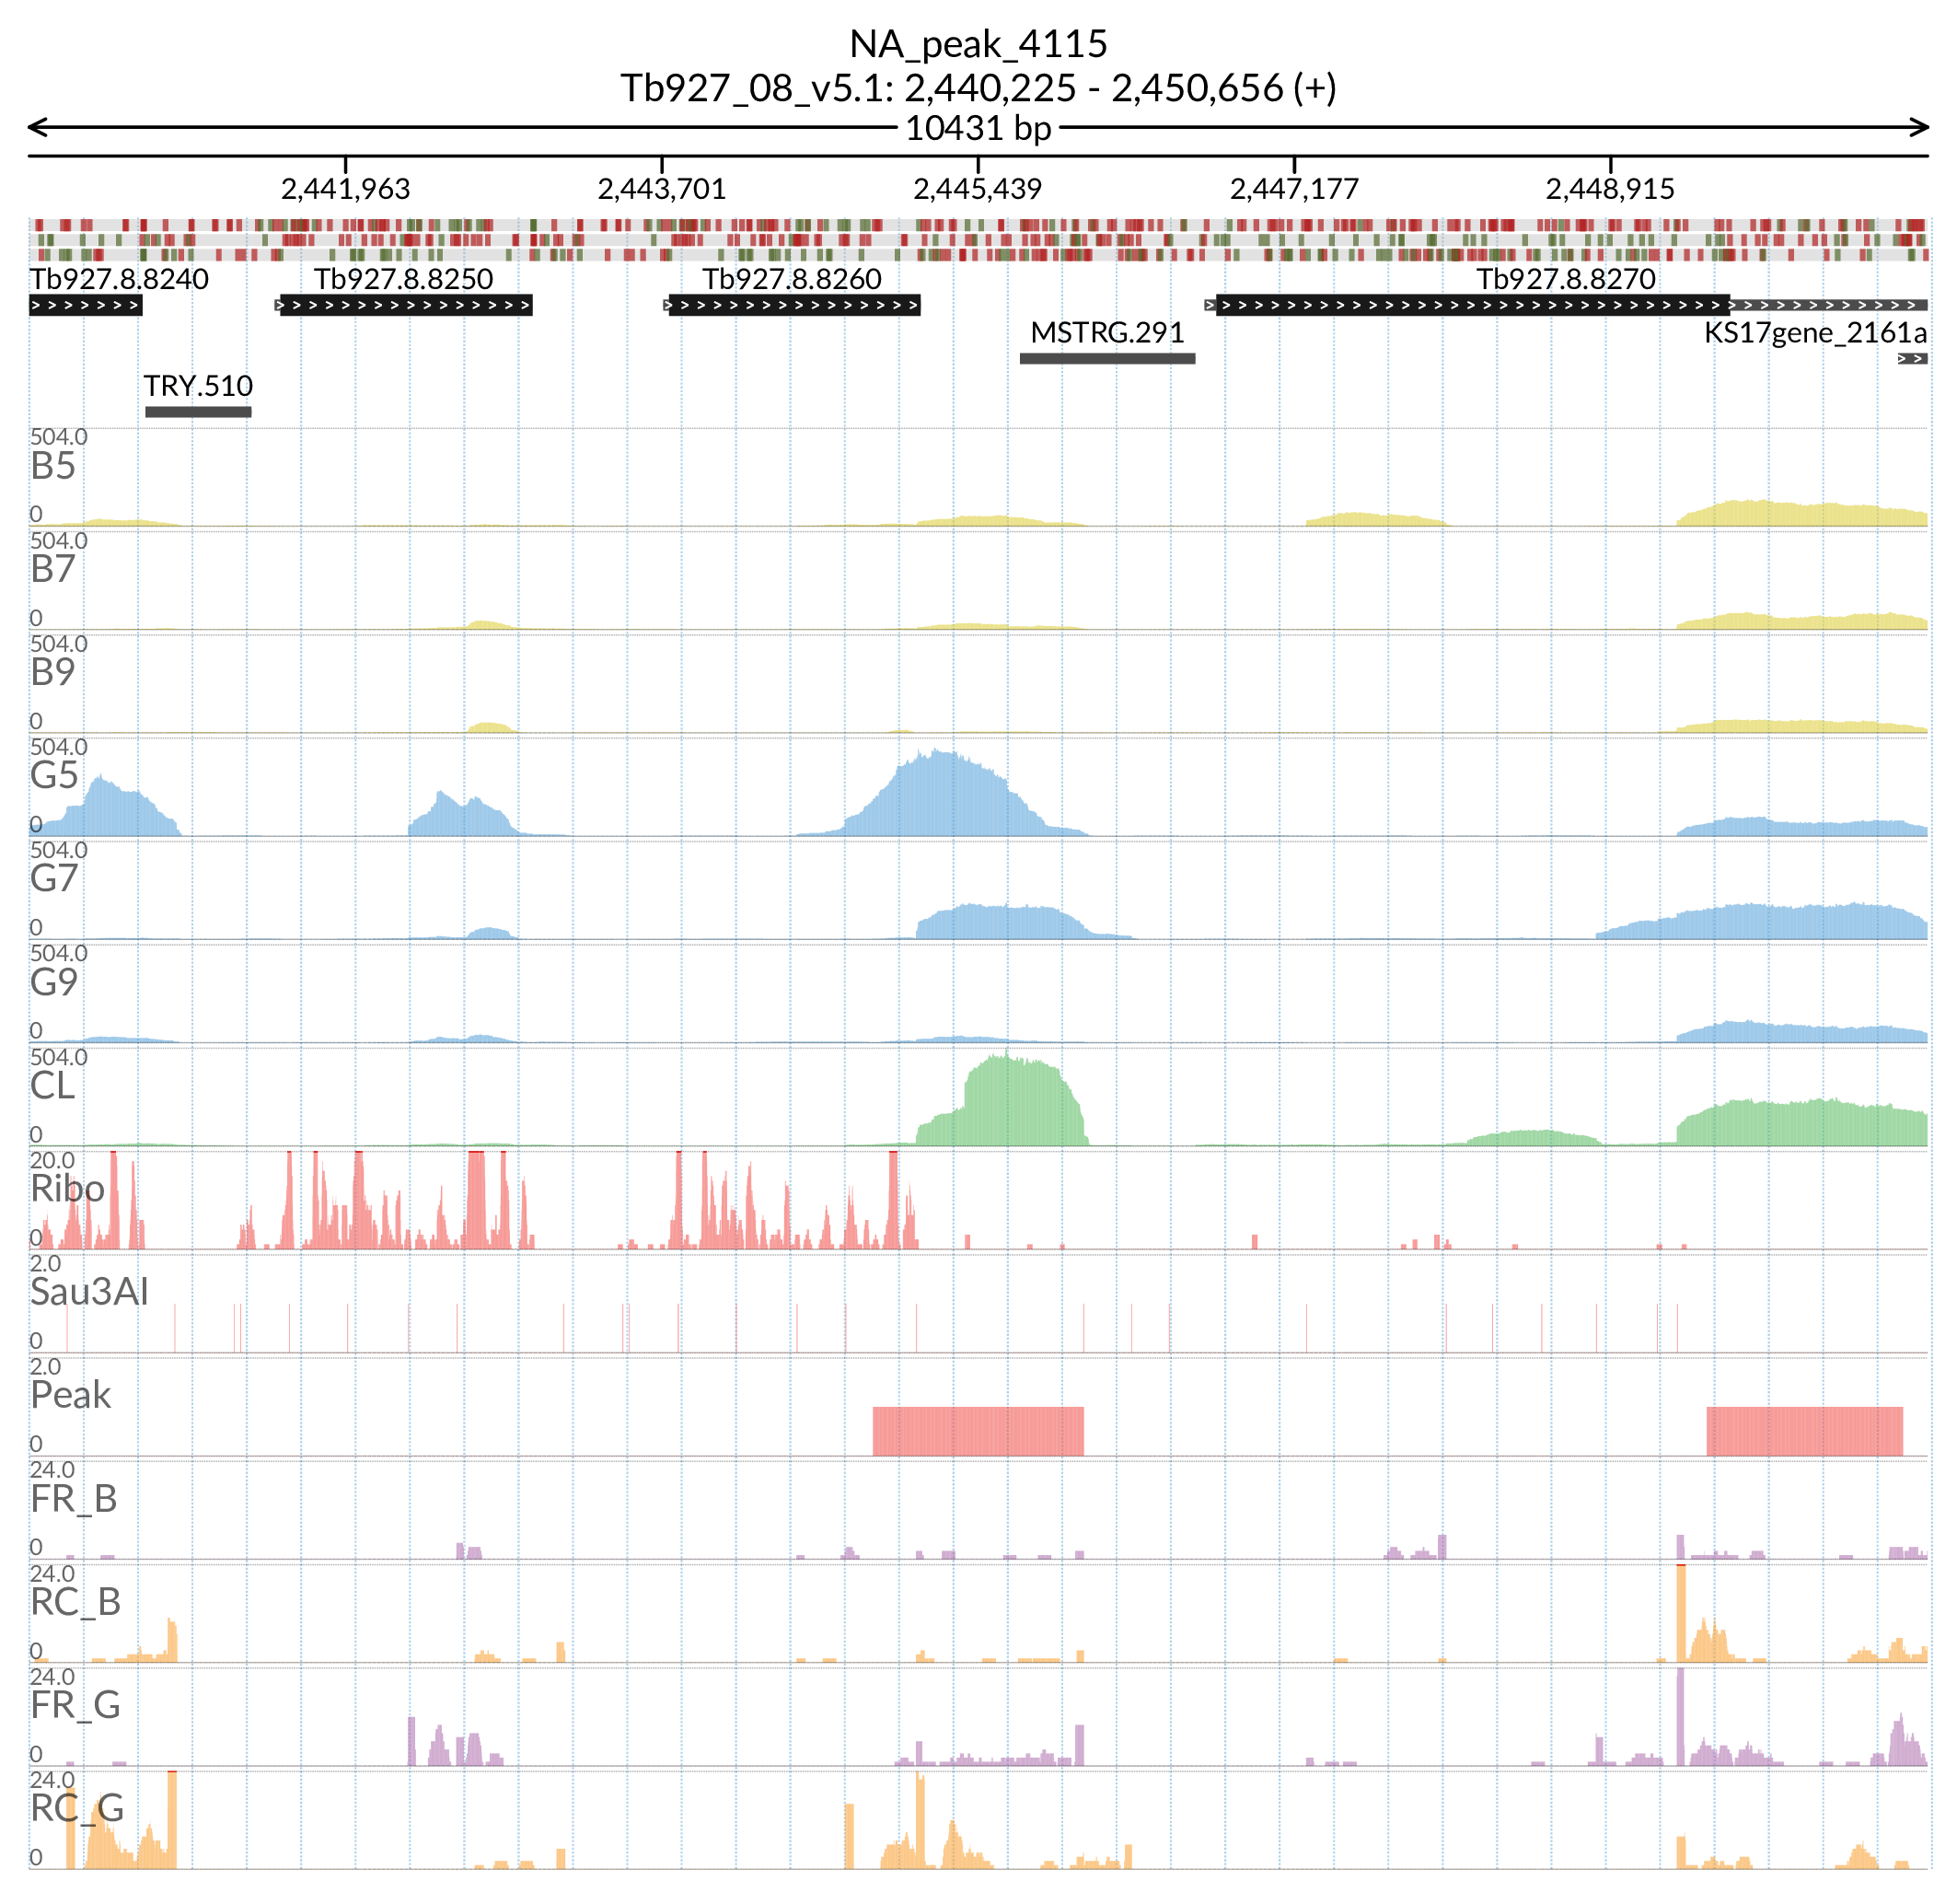 NA_peak_4115
Tb927_08_v5.1: 2,440,225 - 2,450,656 (+)
10431 bp
2,441,963 2,443,701 2,445,439 2,447,177 2,448,915
Tb927.8.8240 Tb927.8.8250 Tb927.8.8260 Tb927.8.8270
MSTRG.291 KS17gene_2161a
TRY.510
504.0
B5
0
504.0
B7
0
504.0
B9
0
504.0
G5
0
504.0
G7
0
504.0
G9
0
504.0
CL
0
20.0
Ribo
0
2.0
Sau3AI
0
2.0
Peak
0
24.0
FR_B
0
24.0
RC_B
0
24.0
FR_G
0
24.0
RC_G
0